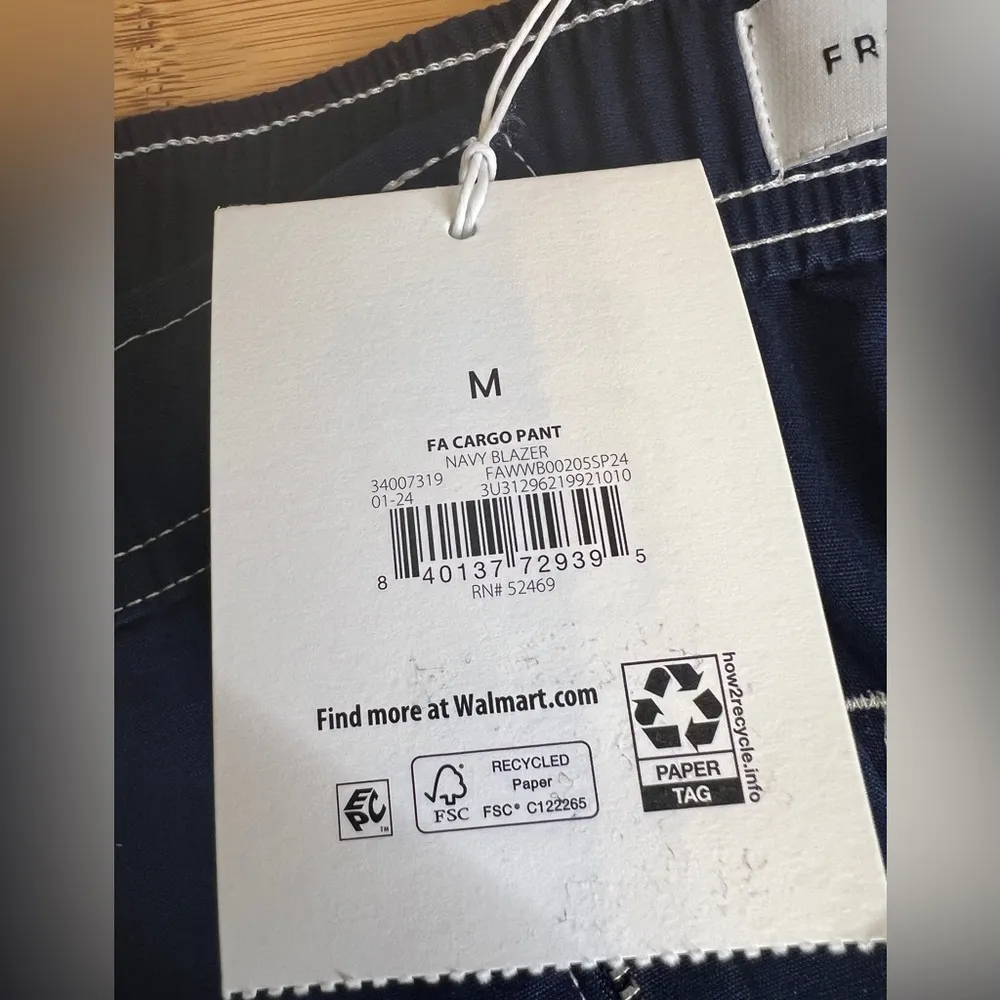 FR
M
FA CARGO PANT
NAVY BLAZER
34007319 FAWWB00205SP24
01-24 3U31296219921010
8 40137 72939 5
RN# 52469
Find more at Walmart.com
how2recycle.info
PAPER
TAG
EPC TM
FSC
RECYCLED
Paper
FSC® C122265